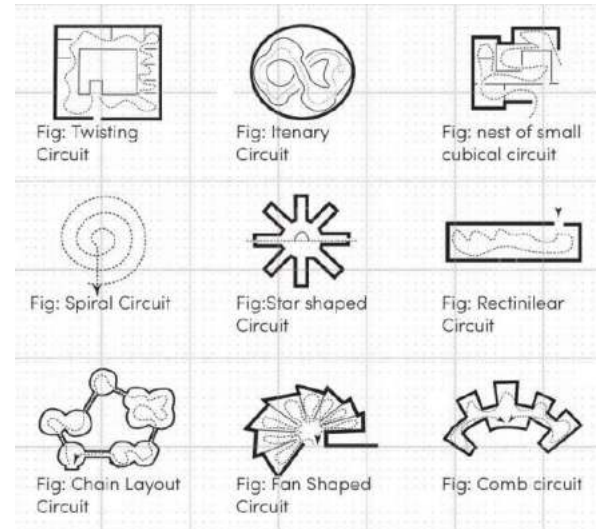 Fig: Twisting
Circuit
Fig: Itenary
Circuit
Fig: nest of small
cubical circuit
Fig: Spiral Circuit
Fig:Star shaped
Circuit
Fig: Rectinilear
Circuit
Fig: Chain Layout
Circuit
Fig: Fan Shaped
Circuit
Fig: Comb circuit